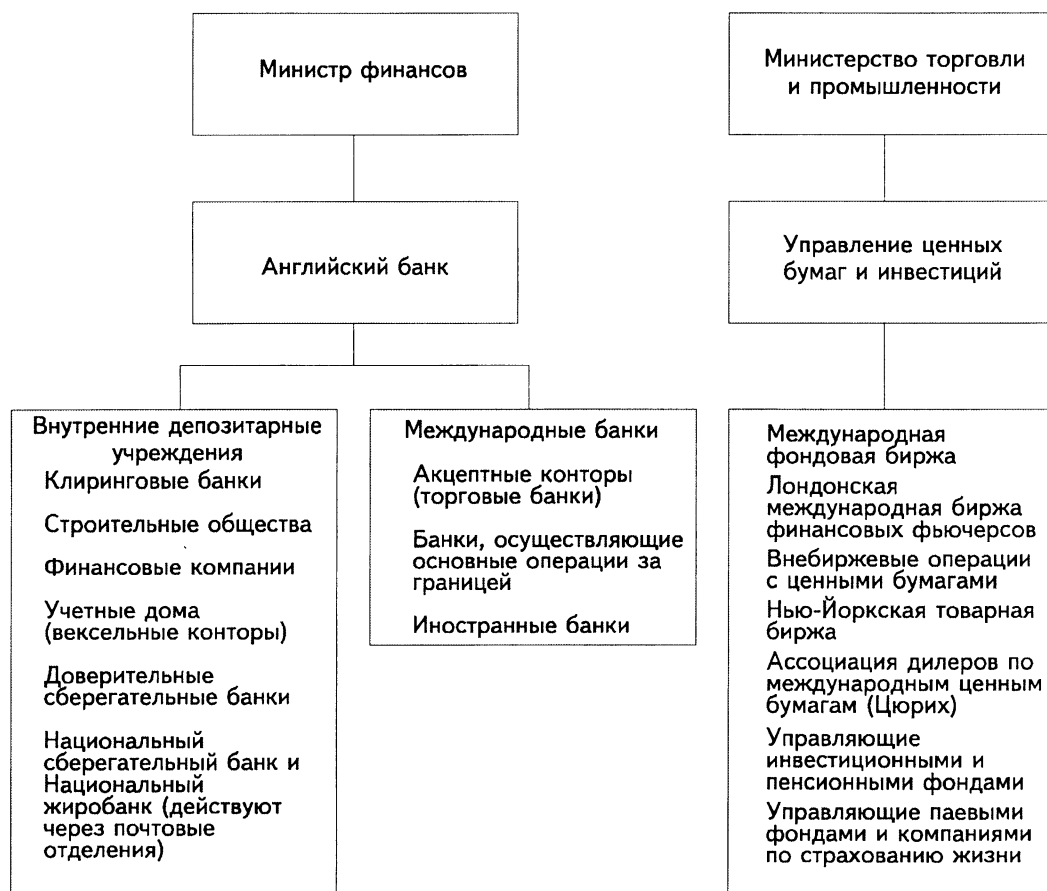 Министр финансов
Министерство торговли
и промышленности
Английский банк
Управление ценных
бумаг и инвестиций
Внутренние депозитарные
учреждения
Клиринговые банки
Строительные общества
Финансовые компании
Учетные дома
(вексельные конторы)
Доверительные
сберегательные банки
Национальный
сберегательный банк и
Национальный
жиробанк (действуют
через почтовые
отделения)
Международные банки
Акцептные конторы
(торговые банки)
Банки, осуществляющие
основные операции за
границей
Иностранные банки
Международная
фондовая биржа
Лондонская
международная биржа
финансовых фьючерсов
Внебиржевые операции
с ценными бумагами
Нью-Йоркская товарная
биржа
Ассоциация дилеров по
международным ценным
бумагам (Цюрих)
Управляющие
инвестиционными и
пенсионными фондами
Управляющие паевыми
фондами и компаниями
по страхованию жизни